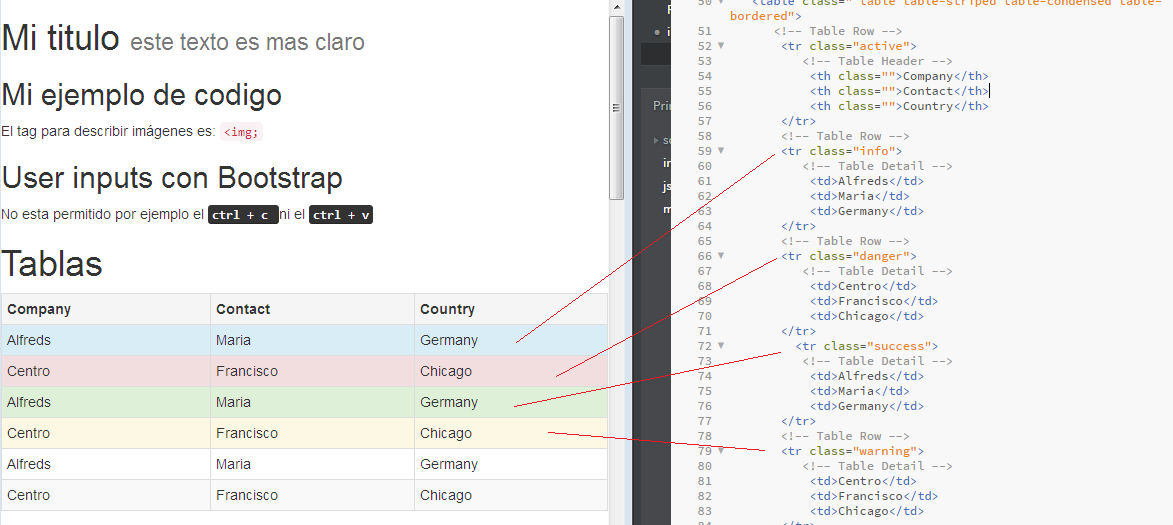 Mi titulo este texto es mas claro
Mi ejemplo de codigo
El tag para describir imágenes es: <img;
User inputs con Bootstrap
No esta permitido por ejemplo el ctrl + c ni el ctrl + v
Tablas
Company Contact Country
Alfreds Maria Germany
Centro Francisco Chicago
Alfreds Maria Germany
Centro Francisco Chicago
Alfreds Maria Germany
Centro Francisco Chicago
50 <table class=" table table-striped table-condensed table-
bordered">
51 <!-- Table Row -->
52 <tr class="active">
53 <!-- Table Header -->
54 <th class="">Company</th>
55 <th class="">Contact</th>
56 <th class="">Country</th>
57 </tr>
58 <!-- Table Row -->
59 <tr class="info">
60 <!-- Table Detail -->
61 <td>Alfreds</td>
62 <td>Maria</td>
63 <td>Germany</td>
64 </tr>
65 <!-- Table Row -->
66 <tr class="danger">
67 <!-- Table Detail -->
68 <td>Centro</td>
69 <td>Francisco</td>
70 <td>Chicago</td>
71 </tr>
72 <tr class="success">
73 <!-- Table Detail -->
74 <td>Alfreds</td>
75 <td>Maria</td>
76 <td>Germany</td>
77 </tr>
78 <!-- Table Row -->
79 <tr class="warning">
80 <!-- Table Detail -->
81 <td>Centro</td>
82 <td>Francisco</td>
83 <td>Chicago</td>
84 </tr>